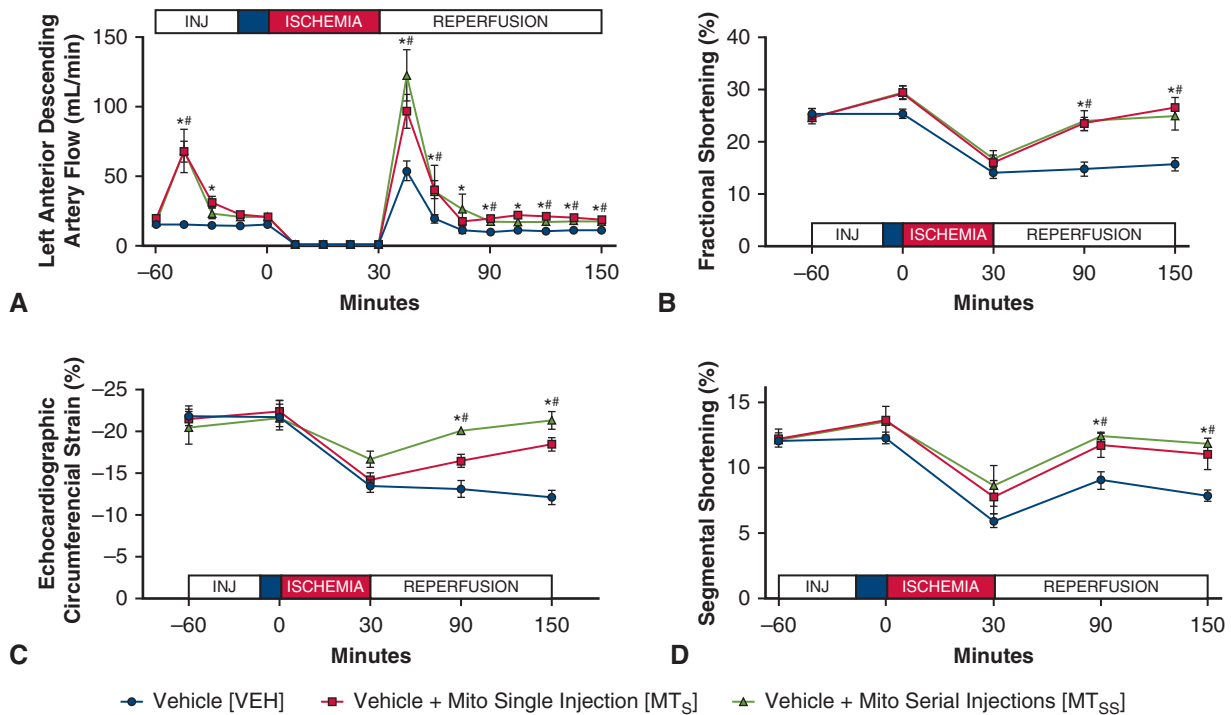 INJ ISCHEMIA REPERFUSION
Left Anterior Descending
Artery Flow (mL/min)
150
100
50
0
*#
*
*#
*#
*
*#
*
*#
*#
*#
–60 0 30 90 150
Minutes
A
Fractional Shortening (%)
40
30
20
10
0
*#
*#
INJ ISCHEMIA REPERFUSION
–60 0 30 90 150
Minutes
B
Echocardiographic
Circumferencial Strain (%)
–25
–20
–15
–10
–5
0
*#
*#
INJ ISCHEMIA REPERFUSION
–60 0 30 90 150
Minutes
C
Segmental Shortening (%)
15
10
5
0
*#
*#
INJ ISCHEMIA REPERFUSION
–60 0 30 90 150
Minutes
D
Vehicle [VEH] Vehicle + Mito Single Injection [MTS] Vehicle + Mito Serial Injections [MTSS]